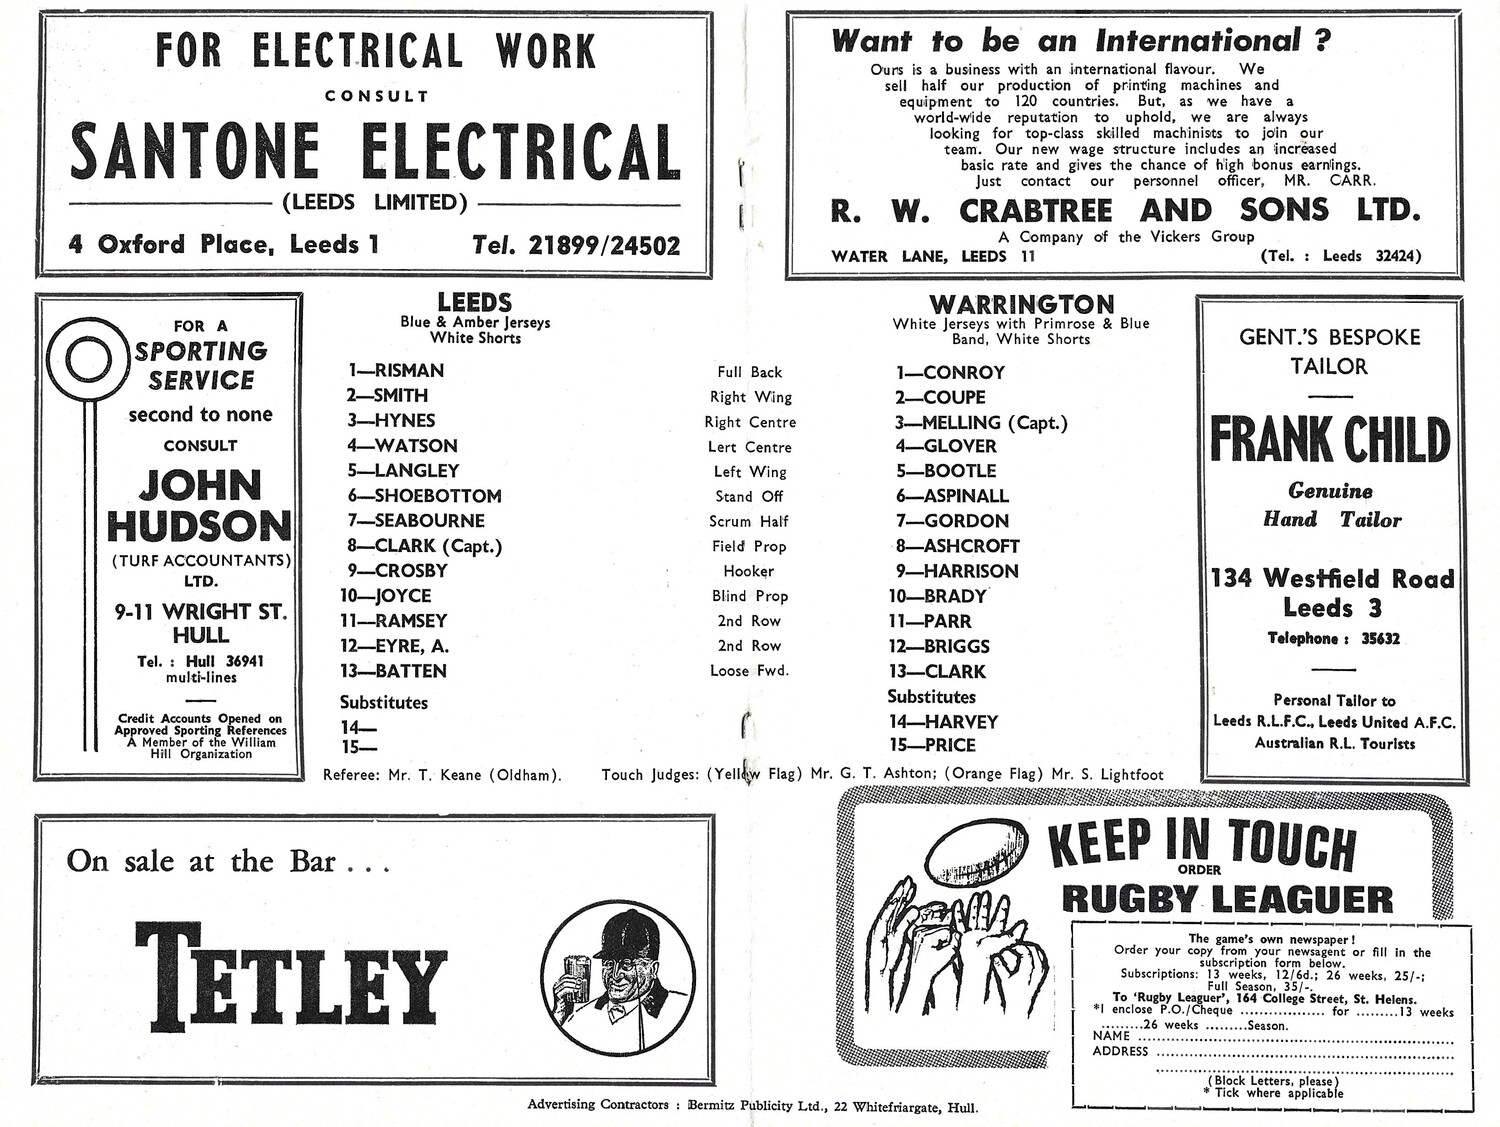 FOR ELECTRICAL WORK
CONSULT
SANTONE ELECTRICAL
(LEEDS LIMITED)
4 Oxford Place, Leeds 1 Tel. 21899/24502
Want to be an International ?
Ours is a business with an international flavour. We
sell half our production of printing machines and
equipment to 120 countries. But, as we have a
world-wide reputation to uphold, we are always
looking for top-class skilled machinists to join our
team. Our new wage structure includes an increased
basic rate and gives the chance of high bonus earnings.
Just contact our personnel officer, MR. CARR.
R. W. CRABTREE AND SONS LTD.
A Company of the Vickers Group
WATER LANE, LEEDS 11 (Tel. : Leeds 32424)
FOR A
SPORTING
SERVICE
second to none
CONSULT
JOHN
HUDSON
(TURF ACCOUNTANTS)
LTD.
9-11 WRIGHT ST.
HULL
Tel. : Hull 36941
multi-lines
Credit Accounts Opened on
Approved Sporting References
A Member of the William
Hill Organization
LEEDS
Blue & Amber Jerseys
White Shorts
WARRINGTON
White Jerseys with Primrose & Blue
Band, White Shorts
1—RISMAN Full Back 1—CONROY
2—SMITH Right Wing 2—COUPE
3—HYNES Right Centre 3—MELLING (Capt.)
4—WATSON Lert Centre 4—GLOVER
5—LANGLEY Left Wing 5—BOOTLE
6—SHOEBOTTOM Stand Off 6—ASPINALL
7—SEABOURNE Scrum Half 7—GORDON
8—CLARK (Capt.) Field Prop 8—ASHCROFT
9—CROSBY Hooker 9—HARRISON
10—JOYCE Blind Prop 10—BRADY
11—RAMSEY 2nd Row 11—PARR
12—EYRE, A. 2nd Row 12—BRIGGS
13—BATTEN Loose Fwd. 13—CLARK
Substitutes Substitutes
14— 14—HARVEY
15— 15—PRICE
Referee: Mr. T. Keane (Oldham). Touch Judges: (Yellow Flag) Mr. G. T. Ashton; (Orange Flag) Mr. S. Lightfoot
GENT.'S BESPOKE
TAILOR
FRANK CHILD
Genuine
Hand Tailor
134 Westfield Road
Leeds 3
Telephone : 35632
Personal Tailor to
Leeds R.L.F.C., Leeds United A.F.C.
Australian R.L. Tourists
On sale at the Bar . . .
TETLEY
KEEP IN TOUCH
ORDER
RUGBY LEAGUER
The game's own newspaper !
Order your copy from your newsagent or fill in the
subscription form below.
Subscriptions: 13 weeks, 12/6d.; 26 weeks, 25/-;
Full Season, 35/-.
To 'Rugby Leaguer', 164 College Street, St. Helens.
*I enclose P.O./Cheque .................. for .........13 weeks
.........26 weeks .........Season.
NAME ..................................................
ADDRESS ..................................................
..................................................
(Block Letters, please)
* Tick where applicable
Advertising Contractors : Bermitz Publicity Ltd., 22 Whitefriargate, Hull.